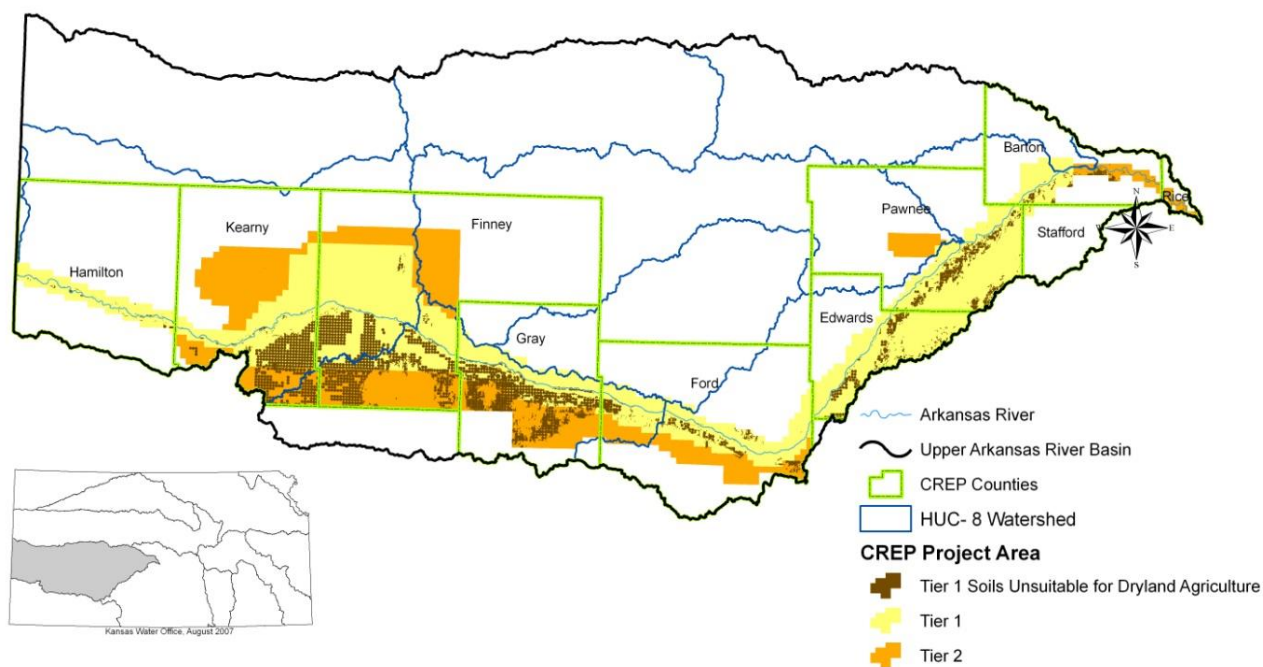 Barton
Kearny
Finney
Pawnee
Rice
Stafford
N
W
E
S
Hamilton
Edwards
Gray
Ford
Arkansas River
Upper Arkansas River Basin
CREP Counties
HUC- 8 Watershed
CREP Project Area
Tier 1 Soils Unsuitable for Dryland Agriculture
Tier 1
Tier 2
Kansas Water Office, August 2007